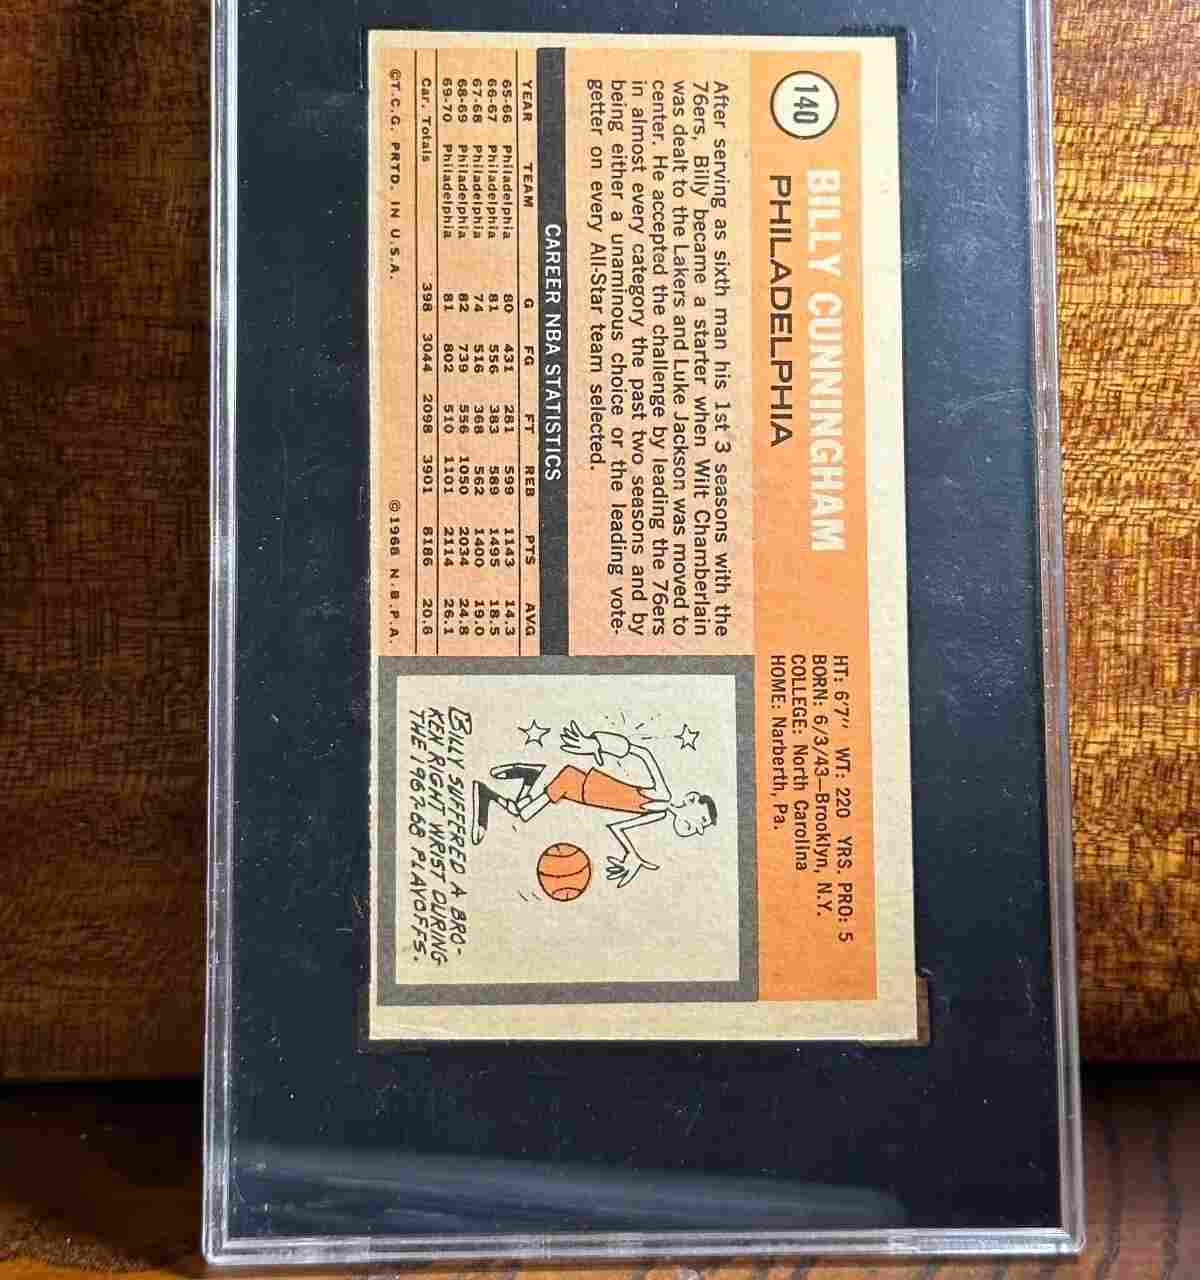 140
BILLY CUNNINGHAM
PHILADELPHIA
HT: 6'7" WT: 220 YRS. PRO: 5
BORN: 6/3/43—Brooklyn, N.Y.
COLLEGE: North Carolina
HOME: Narberth, Pa.
After serving as sixth man his 1st 3 seasons with the
76ers, Billy became a starter when Wilt Chamberlain
was dealt to the Lakers and Luke Jackson was moved to
center. He accepted the challenge by leading the 76ers
in almost every category the past two seasons and by
being either a unaminous choice or the leading vote-
getter on every All-Star team selected.
CAREER NBA STATISTICS
YEAR TEAM G FG FT REB PTS AVG
65-66 Philadelphia 80 431 281 599 1143 14.3
66-67 Philadelphia 81 556 383 589 1495 18.5
67-68 Philadelphia 74 516 368 562 1400 19.0
68-69 Philadelphia 82 739 556 1050 2034 24.8
69-70 Philadelphia 81 802 510 1101 2114 26.1
Car. Totals 398 3044 2098 3901 8186 20.6
©T.C.G. PRTD. IN U.S.A. ©1968 N.B.P.A.
BILLY SUFFERED A BRO-
KEN RIGHT WRIST DURING
THE 1967-68 PLAYOFFS.